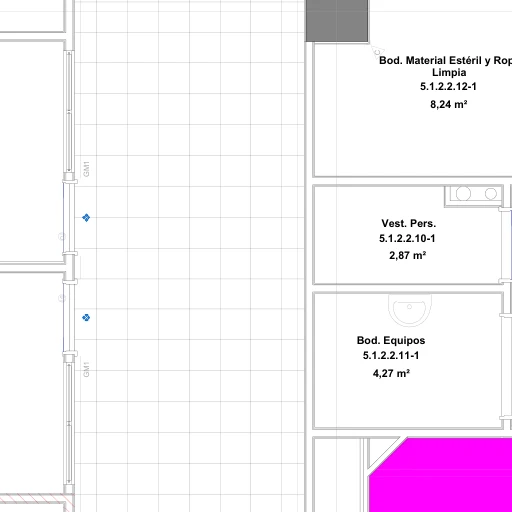 Bod. Material Estéril y Rop
Limpia
5.1.2.2.12-1
8,24 m²
GM1
Vest. Pers.
5.1.2.2.10-1
2,87 m²
Bod. Equipos
5.1.2.2.11-1
4,27 m²
GM1